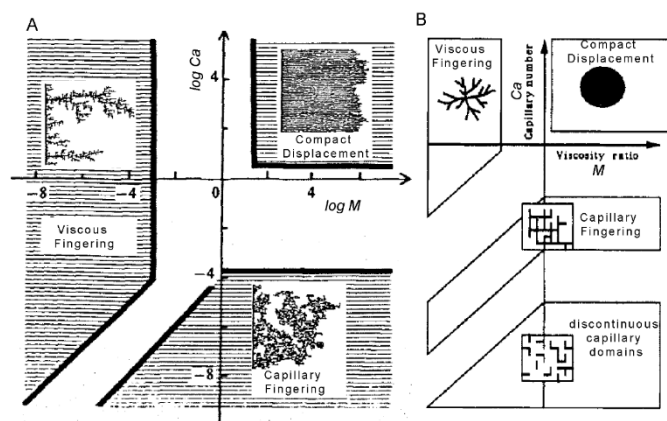 A
log Ca
4
Compact
Displacement
-8
-4
0
4
log M
Viscous
Fingering
-4
Capillary
Fingering
-8
B
Viscous
Fingering
Ca
Capillary number
Compact
Displacement
Viscosity ratio
M
Capillary
Fingering
discontinuous
capillary
domains